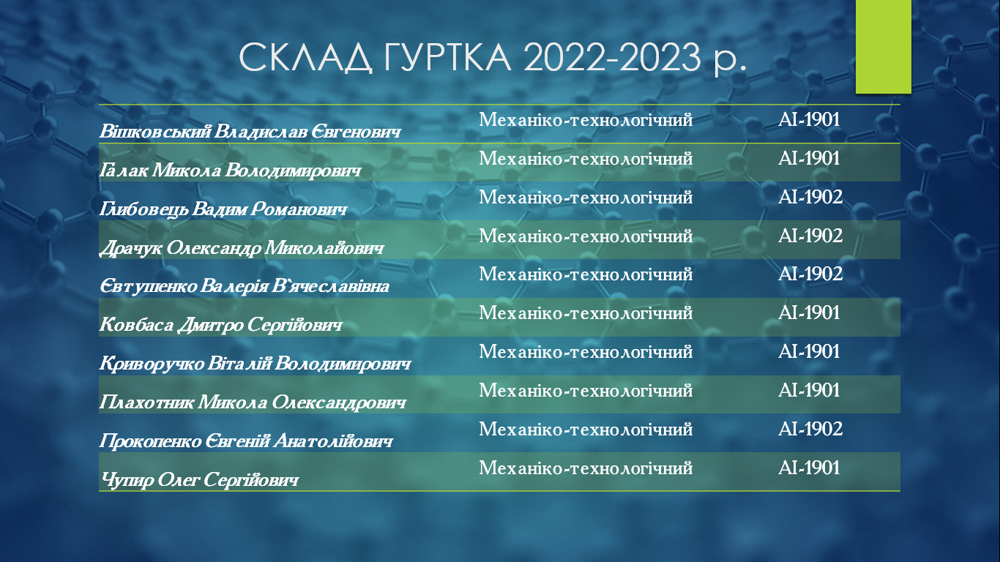 СКЛАД ГУРТКА 2022-2023 р.
Вішковський Владислав Євгенович Механіко-технологічний АІ-1901
Галак Микола Володимирович Механіко-технологічний АІ-1901
Глибовець Вадим Романович Механіко-технологічний АІ-1902
Драчук Олександр Миколайович Механіко-технологічний АІ-1902
Євтушенко Валерія В`ячеславівна Механіко-технологічний АІ-1902
Ковбаса Дмитро Сергійович Механіко-технологічний АІ-1901
Криворучко Віталій Володимирович Механіко-технологічний АІ-1901
Плахотник Микола Олександрович Механіко-технологічний АІ-1901
Прокопенко Євгеній Анатолійович Механіко-технологічний АІ-1902
Чупир Олег Сергійович Механіко-технологічний АІ-1901